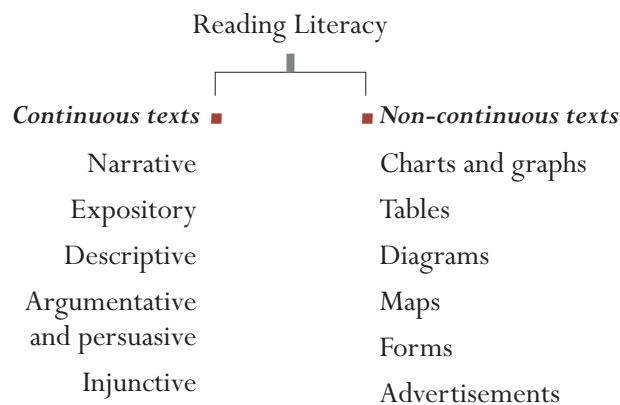 Reading Literacy
Continuous texts
Narrative
Expository
Descriptive
Argumentative
and persuasive
Injunctive
Non-continuous texts
Charts and graphs
Tables
Diagrams
Maps
Forms
Advertisements